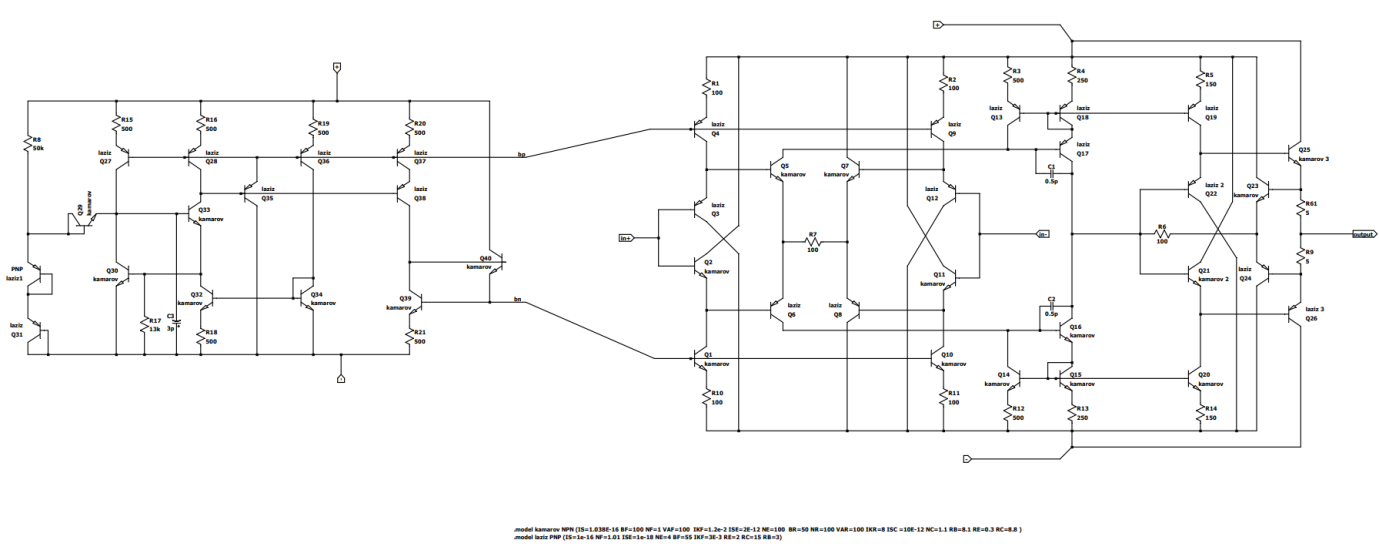 +
R1
100
R2
100
R3
500
R4
250
R5
150
+
R8
50k
R15
500
R16
500
R19
500
R20
500
laziz
Q27
laziz
Q28
laziz
Q36
laziz
Q37
bp
laziz
Q4
laziz
Q9
laziz
Q13
laziz
Q18
laziz
Q19
laziz
Q17
Q25
kamarov 3
Q5
kamarov
Q7
kamarov
C1
0.5p
Q29
kamarov
laziz
Q35
laziz
Q38
laziz
Q12
laziz 2
Q22
Q23
kamarov
Q33
kamarov
laziz
Q3
R61
5
in+
R7
100
in-
R6
100
output
R9
5
PNP
laziz1
Q30
kamarov
Q40
kamarov
Q2
kamarov
Q11
kamarov
Q21
kamarov 2
laziz
Q24
Q32
kamarov
Q34
kamarov
Q39
kamarov
bn
laziz
Q6
laziz
Q8
C2
0.5p
laziz 3
Q26
laziz
Q31
R17
13k
C3
3p
R18
500
R21
500
Q16
kamarov
Q1
kamarov
Q10
kamarov
Q14
kamarov
Q15
kamarov
Q20
kamarov
-
R10
100
R11
100
R12
500
R13
250
R14
150
-
.model kamarov NPN (IS=1.038E-16 BF=100 NF=1 VAF=100 IKF=1.2e-2 ISE=2E-12 NE=100 BR=50 NR=100 VAR=100 IKR=8 ISC =10E-12 NC=1.1 RB=8.1 RE=0.3 RC=8.8 )
.model laziz PNP (IS=1e-16 NF=1.01 ISE=1e-18 NE=4 BF=55 IKF=3E-3 RE=2 RC=15 RB=3)